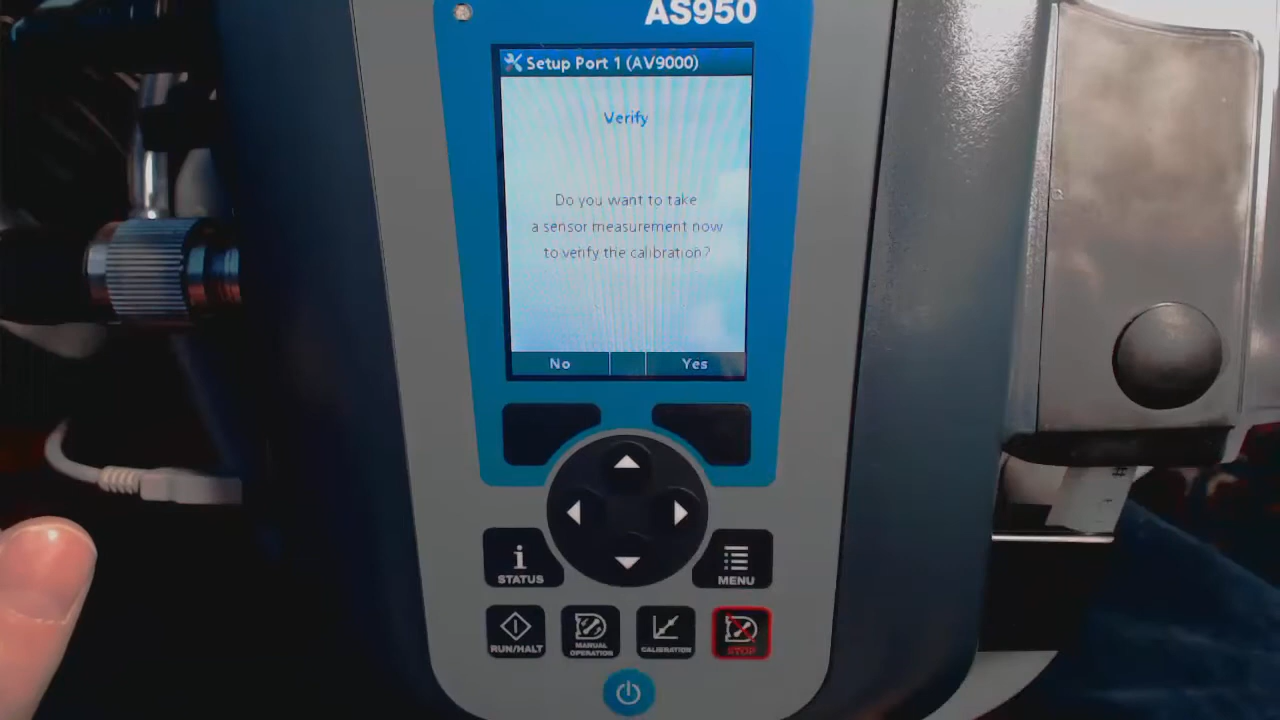 AS950
Setup Port 1 (AV9000)
Verify
Do you want to take
a sensor measurement now
to verify the calibration?
No Yes
STATUS
MENU
RUN/HALT
MANUAL
OPERATION
CALIBRATION
STOP